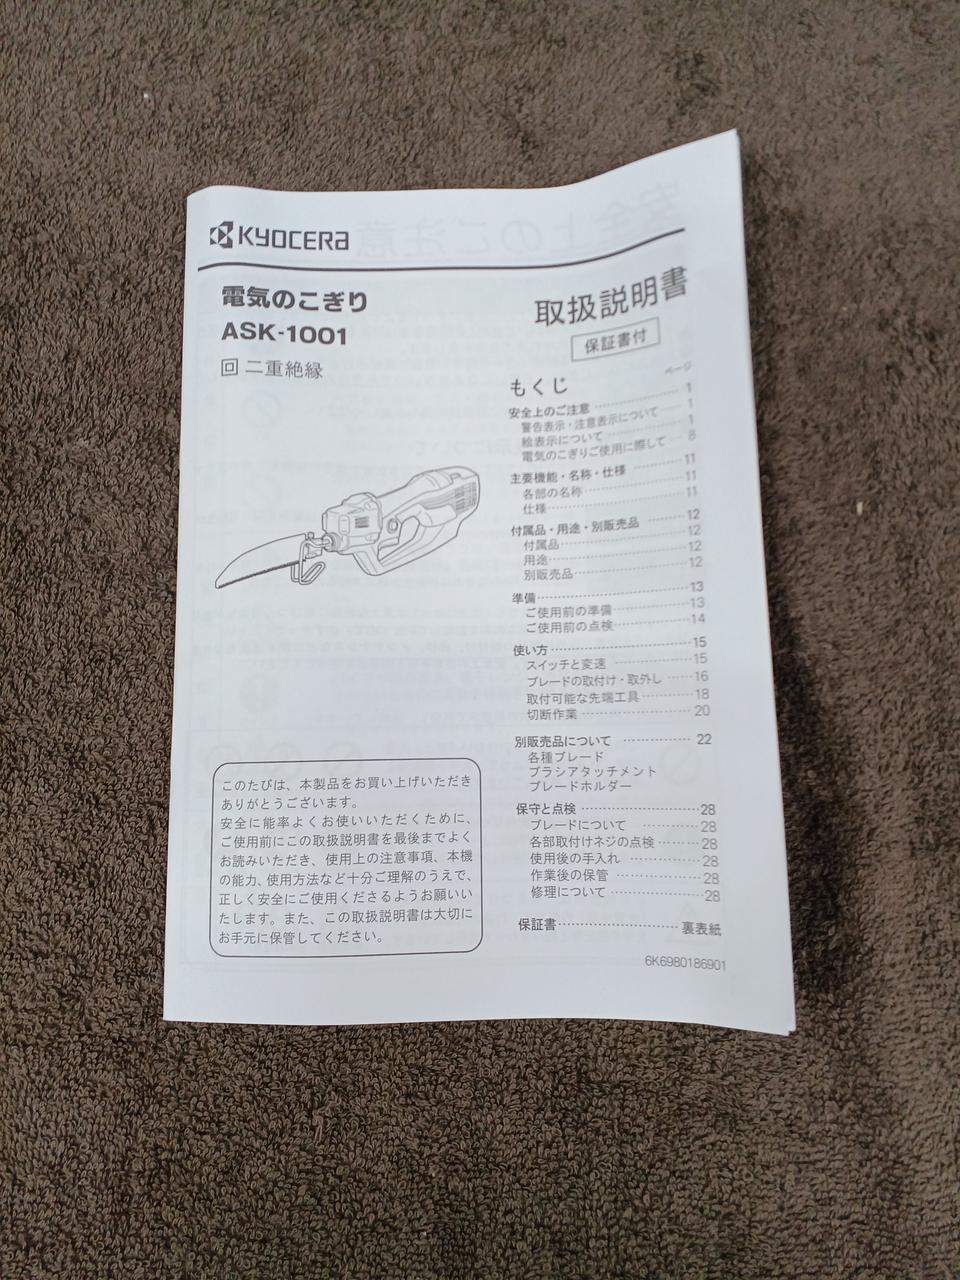 KYOCERA
電気のこぎり
ASK-1001
回 二重絶縁
取扱説明書
保証書付
もくじ
ページ
安全上のご注意 1
警告表示・注意表示について 1
絵表示について 1
電気のこぎりご使用に際して 8
主要機能・名称・仕様 11
各部の名称 11
仕様 11
付属品・用途・別販売品 12
付属品 12
用途 12
別販売品 12
準備 13
ご使用前の準備 13
ご使用前の点検 14
使い方 15
スイッチと変速 15
ブレードの取付け・取外し 16
取付可能な先端工具 18
切断作業 20
別販売品について 22
各種ブレード
ブラシアタッチメント
ブレードホルダー
保守と点検 28
ブレードについて 28
各部取付けネジの点検 28
使用後の手入れ 28
作業後の保管 28
修理について 28
保証書 裏表紙
6K6980186901
このたびは、本製品をお買い上げいただき
ありがとうございます。
安全に能率よくお使いいただくために、
ご使用前にこの取扱説明書を最後までよく
お読みいただき、使用上の注意事項、本機
の能力、使用方法など十分ご理解のうえで、
正しく安全にご使用くださるようお願いい
たします。また、この取扱説明書は大切に
お手元に保管してください。